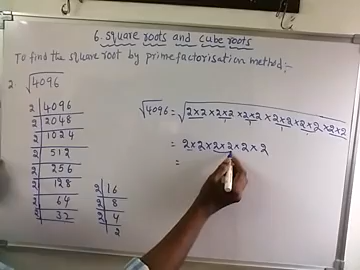 6. Square roots and cube roots
To find the square root by prime factorisation method:-
2. √4096
2 | 4096
2 | 2048
2 | 1024
2 | 512
2 | 256
2 | 128
2 | 64
2 | 32
2 | 16
2 | 8
2 | 4
2
√4096 = √2×2×2×2×2×2×2×2×2×2×2×2
= 2×2×2×2×2×2
=